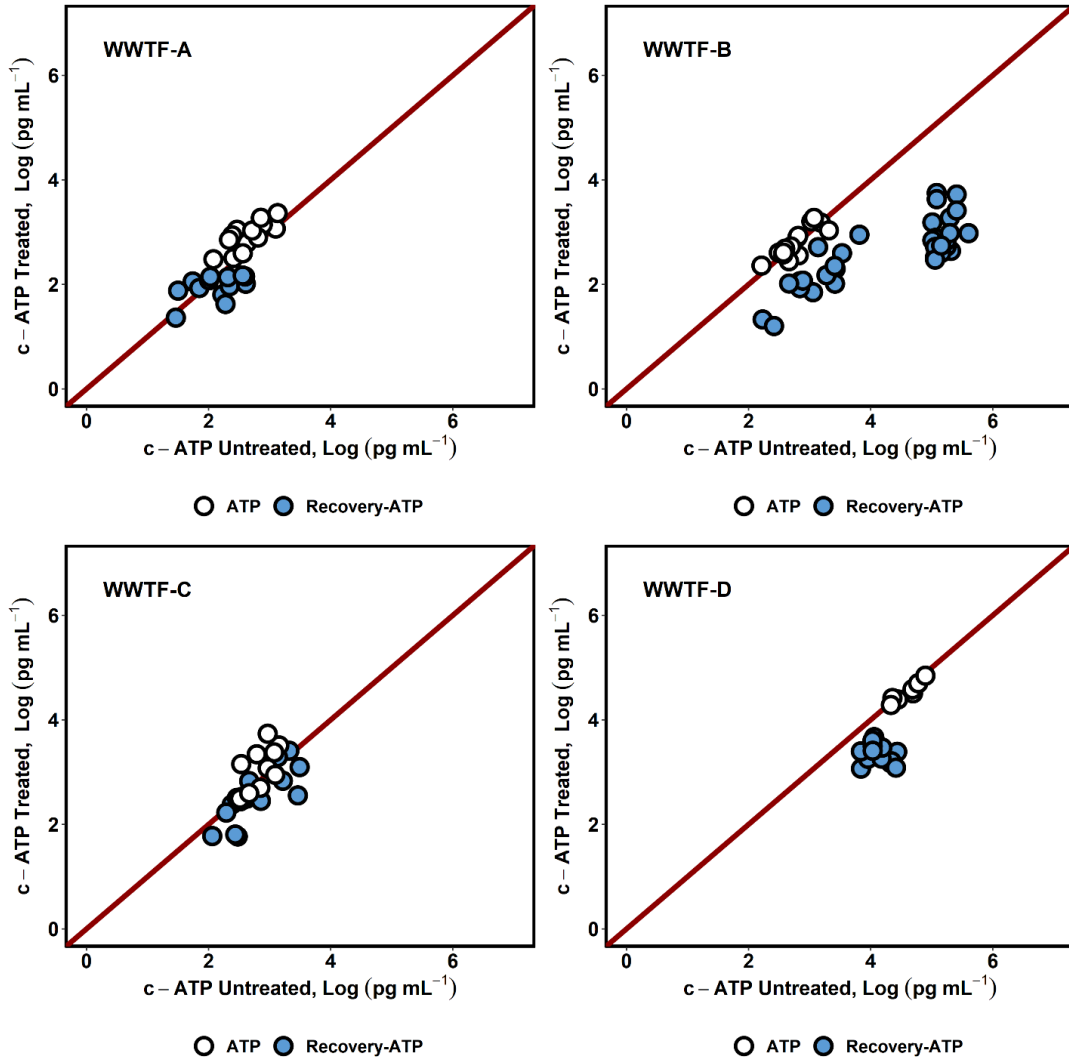 WWTF-A
6
4
2
0
c – ATP Treated, Log (pg mL⁻¹)
0 2 4 6
c – ATP Untreated, Log (pg mL⁻¹)
ATP Recovery-ATP
WWTF-B
6
4
2
0
c – ATP Treated, Log (pg mL⁻¹)
0 2 4 6
c – ATP Untreated, Log (pg mL⁻¹)
ATP Recovery-ATP
WWTF-C
6
4
2
0
c – ATP Treated, Log (pg mL⁻¹)
0 2 4 6
c – ATP Untreated, Log (pg mL⁻¹)
ATP Recovery-ATP
WWTF-D
6
4
2
0
c – ATP Treated, Log (pg mL⁻¹)
0 2 4 6
c – ATP Untreated, Log (pg mL⁻¹)
ATP Recovery-ATP